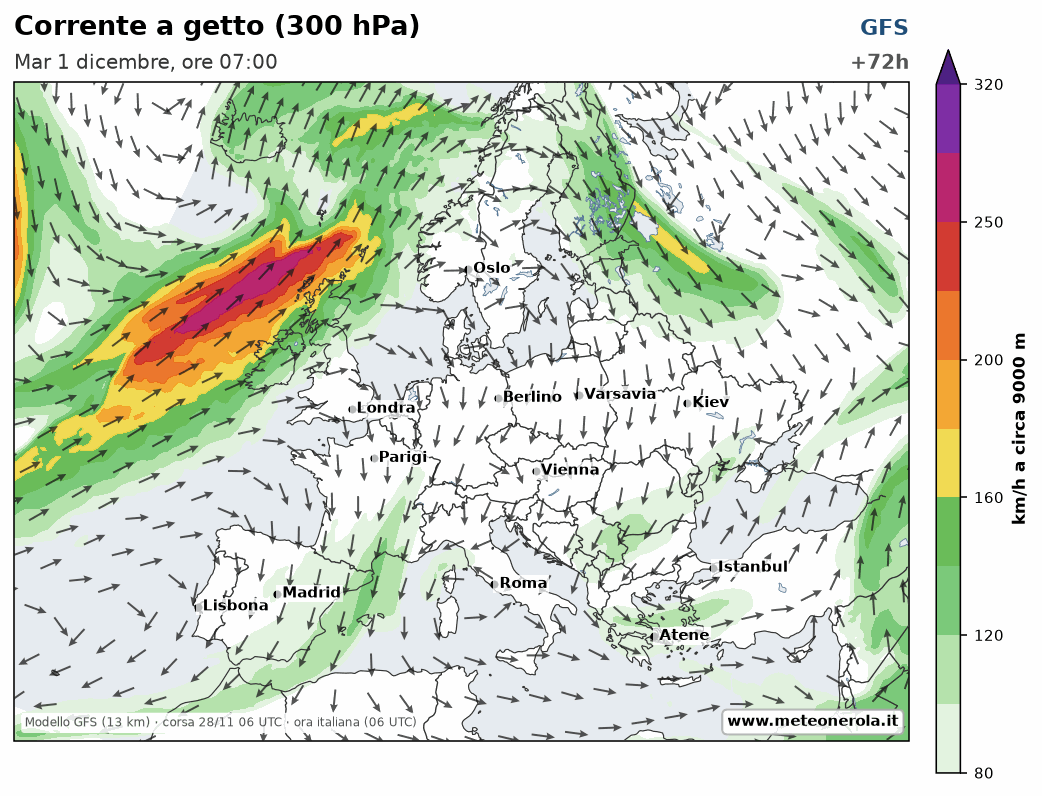 Corrente a getto (300 hPa)
GFS
Mar 1 dicembre, ore 07:00
+72h
320
250
200
160
120
80
km/h a circa 9000 m
Oslo
Berlino
Varsavia
Kiev
Londra
Parigi
Vienna
Istanbul
Roma
Madrid
Lisbona
Atene
Modello GFS (13 km) · corsa 28/11 06 UTC · ora italiana (06 UTC)
www.meteonerola.it